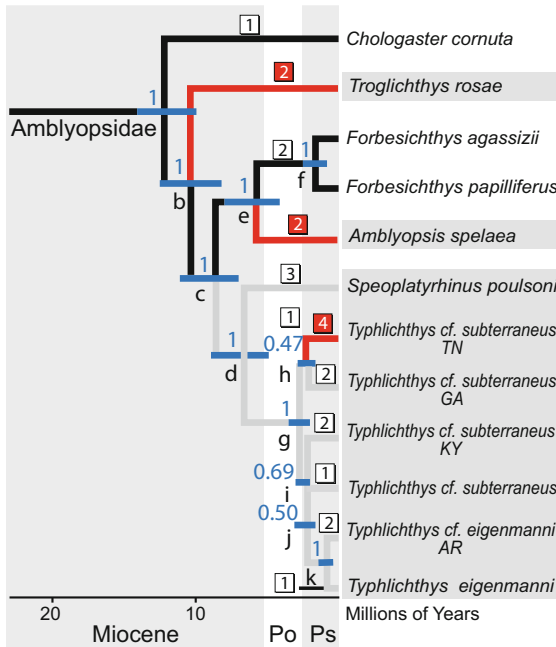 1
Chologaster cornuta
2
Troglichthys rosae
1
Amblyopsidae
Forbesichthys agassizii
2
1
f
1
b
1
e
Forbesichthys papilliferus
2
Amblyopsis spelaea
1
c
3
Speoplatyrhinus poulsoni
1
4
Typhlichthys cf. subterraneus
TN
1
d
0.47
h
2
Typhlichthys cf. subterraneus
GA
1
g
2
Typhlichthys cf. subterraneus
KY
0.69
i
1
Typhlichthys cf. subterraneus
0.50
j
2
Typhlichthys cf. eigenmanni
AR
1
k
1
Typhlichthys eigenmanni
20
10
Millions of Years
Miocene
Po
Ps